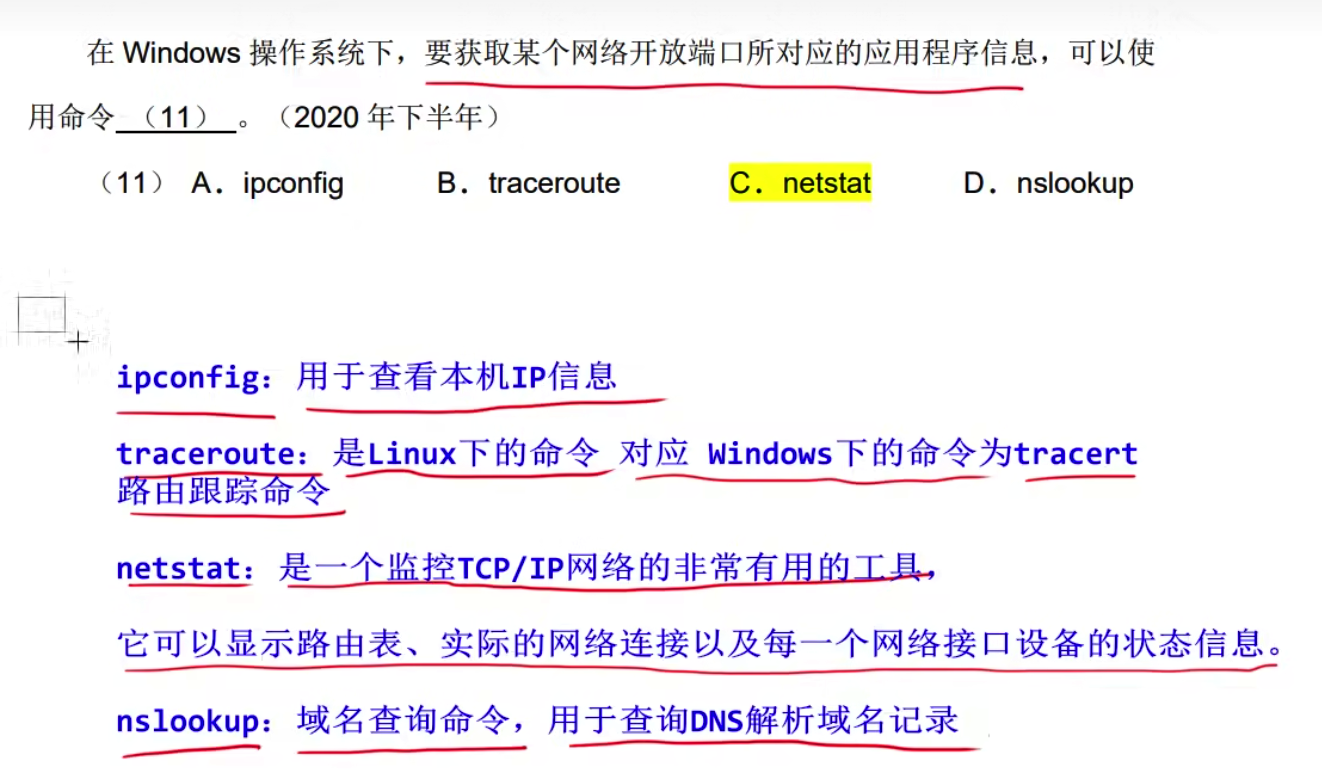 在 Windows 操作系统下，要获取某个网络开放端口所对应的应用程序信息，可以使
用命令（11）。（2020 年下半年）
（11） A．ipconfig B．traceroute C．netstat D．nslookup
ipconfig：用于查看本机IP信息
traceroute：是Linux下的命令 对应 Windows下的命令为tracert
路由跟踪命令
netstat：是一个监控TCP/IP网络的非常有用的工具，
它可以显示路由表、实际的网络连接以及每一个网络接口设备的状态信息。
nslookup：域名查询命令，用于查询DNS解析域名记录